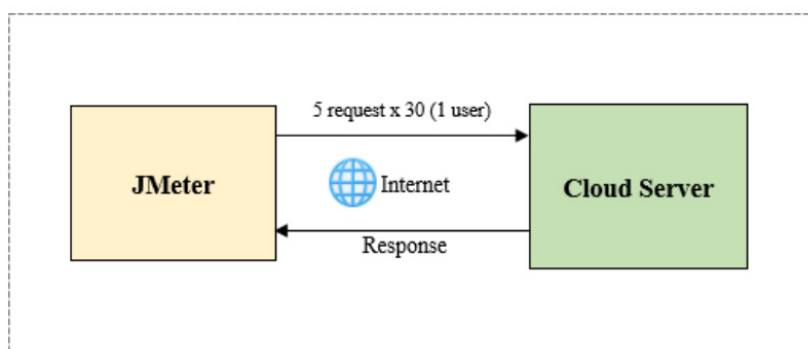 5 request x 30 (1 user)
JMeter
Internet
Cloud Server
Response